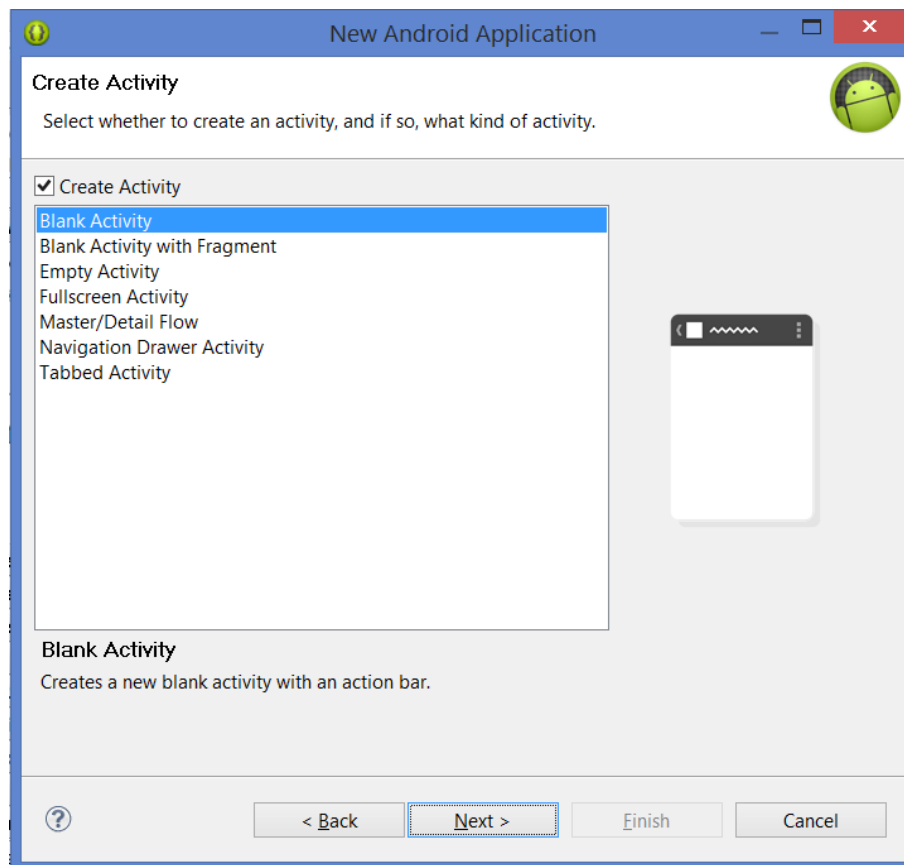 New Android Application
Create Activity
Select whether to create an activity, and if so, what kind of activity.
Create Activity
Blank Activity
Blank Activity with Fragment
Empty Activity
Fullscreen Activity
Master/Detail Flow
Navigation Drawer Activity
Tabbed Activity
Blank Activity
Creates a new blank activity with an action bar.
? < Back Next > Finish Cancel